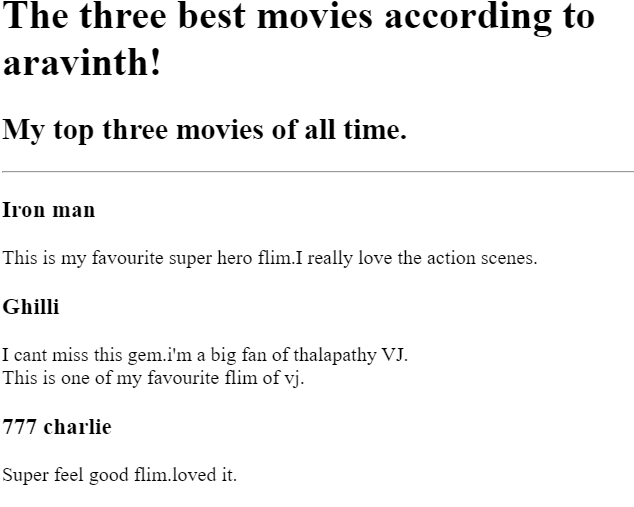 The three best movies according to
aravinth!
My top three movies of all time.
Iron man
This is my favourite super hero flim.I really love the action scenes.
Ghilli
I cant miss this gem.i'm a big fan of thalapathy VJ.
This is one of my favourite flim of vj.
777 charlie
Super feel good flim.loved it.